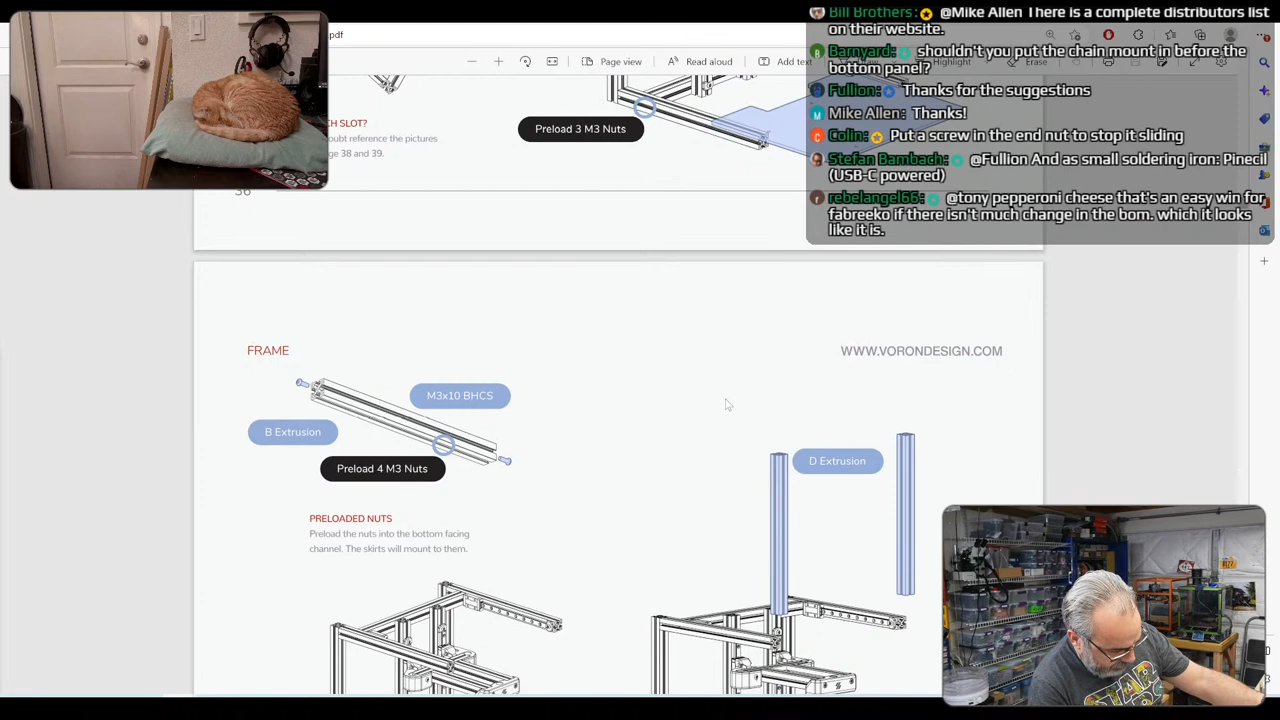 Bill Brothers: @Mike Allen There is a complete distributors list
on their website.
Barnyard: shouldn't you put the chain mount in before the
bottom panel?
Fullion: Thanks for the suggestions
Mike Allen: Thanks!
Colin: Put a screw in the end nut to stop it sliding
Stefan Bambach: @Fullion And as small soldering iron: Pinecil
(USB-C powered)
rebelangel66: @tony pepperoni cheese that's an easy win for
fabreeko if there isn't much change in the bom. which it looks
like it is.
.pdf
Page view
Read aloud
Add text
Highlight
Erase
CH SLOT?
oubt reference the pictures
ge 38 and 39.
Preload 3 M3 Nuts
36
FRAME
WWW.VORONDESIGN.COM
M3x10 BHCS
B Extrusion
Preload 4 M3 Nuts
D Extrusion
PRELOADED NUTS
Preload the nuts into the bottom facing
channel. The skirts will mount to them.